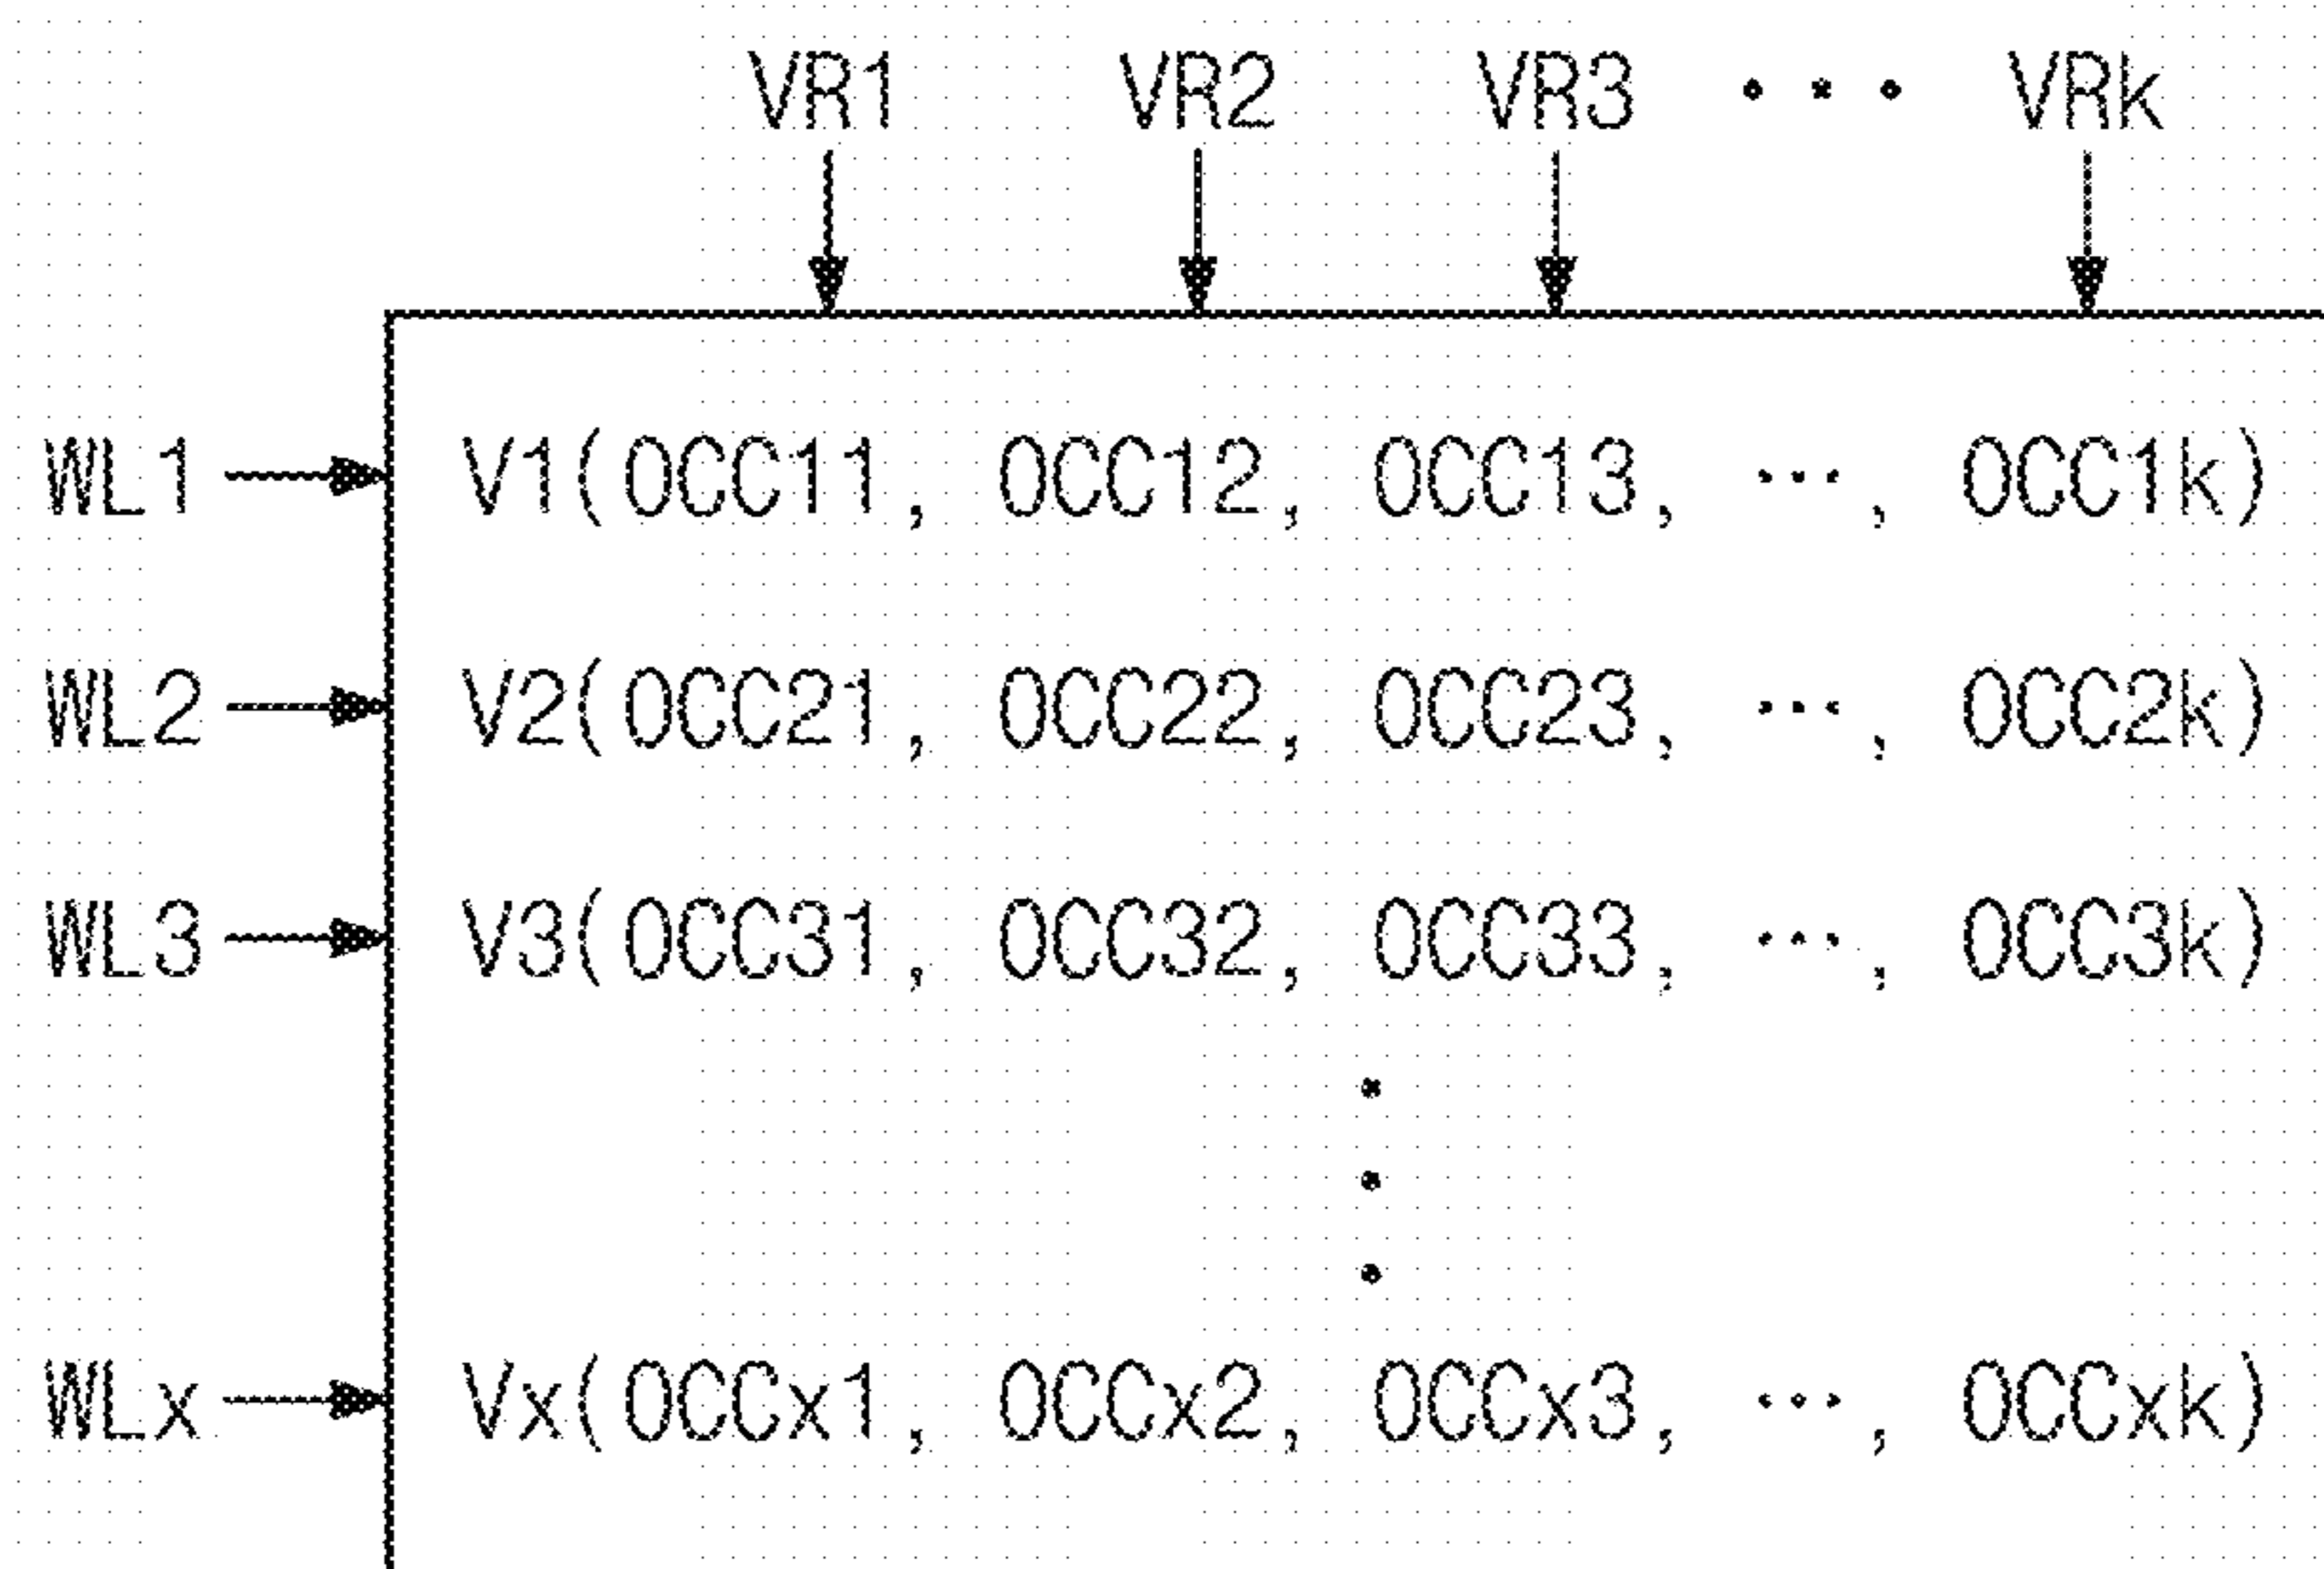 VR1 VR2 VR3 ··· VRk
WL1 V1(OCC11, OCC12, OCC13, ···, OCC1k)
WL2 V2(OCC21, OCC22, OCC23, ···, OCC2k)
WL3 V3(OCC31, OCC32, OCC33, ···, OCC3k)
WLx Vx(OCCx1, OCCx2, OCCx3, ···, OCCxk)